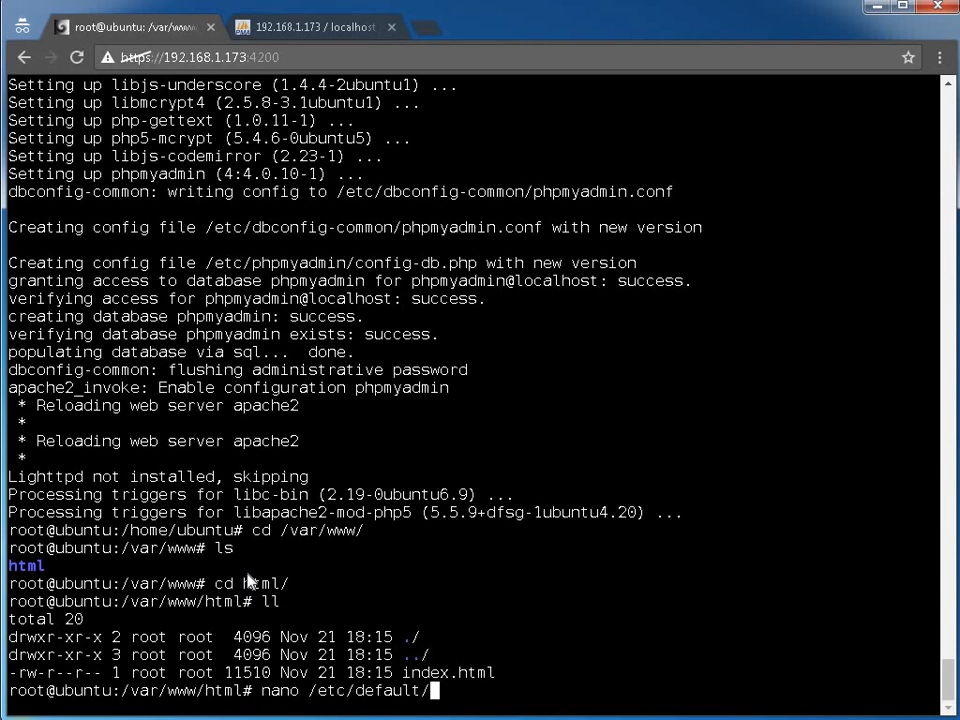 root@ubuntu: /var/www
192.168.1.173 / localhost
https://192.168.1.173:4200
Setting up libjs-underscore (1.4.4-2ubuntu1) ...
Setting up libmcrypt4 (2.5.8-3.1ubuntu1) ...
Setting up php-gettext (1.0.11-1) ...
Setting up php5-mcrypt (5.4.6-0ubuntu5) ...
Setting up libjs-codemirror (2.23-1) ...
Setting up phpmyadmin (4:4.0.10-1) ...
dbconfig-common: writing config to /etc/dbconfig-common/phpmyadmin.conf
Creating config file /etc/dbconfig-common/phpmyadmin.conf with new version
Creating config file /etc/phpmyadmin/config-db.php with new version
granting access to database phpmyadmin for phpmyadmin@localhost: success.
verifying access for phpmyadmin@localhost: success.
creating database phpmyadmin: success.
verifying database phpmyadmin exists: success.
populating database via sql...  done.
dbconfig-common: flushing administrative password
apache2_invoke: Enable configuration phpmyadmin
 * Reloading web server apache2
 *
 * Reloading web server apache2
 *
Lighttpd not installed, skipping
Processing triggers for libc-bin (2.19-0ubuntu6.9) ...
Processing triggers for libapache2-mod-php5 (5.5.9+dfsg-1ubuntu4.20) ...
root@ubuntu:/home/ubuntu# cd /var/www/
root@ubuntu:/var/www# ls
html
root@ubuntu:/var/www# cd html/
root@ubuntu:/var/www/html# ll
total 20
drwxr-xr-x 2 root root  4096 Nov 21 18:15 ./
drwxr-xr-x 3 root root  4096 Nov 21 18:15 ../
-rw-r--r-- 1 root root 11510 Nov 21 18:15 index.html
root@ubuntu:/var/www/html# nano /etc/default/